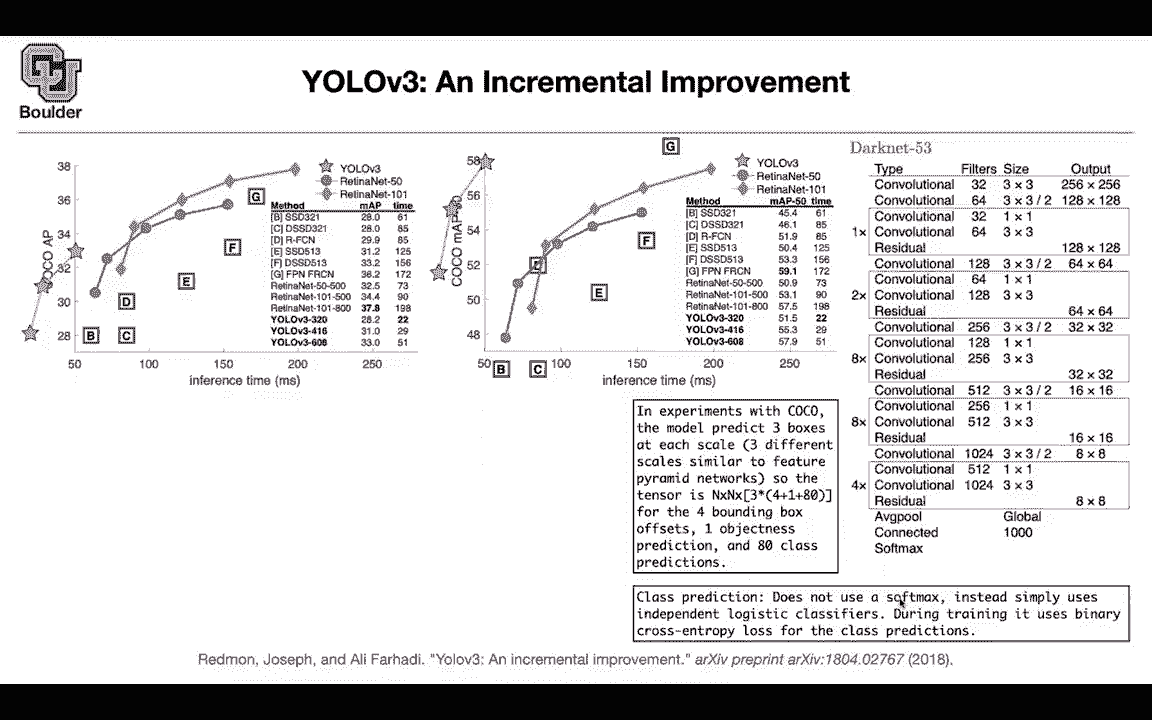 YOLOv3: An Incremental Improvement
Boulder
38
36
34
32
30
28
COCO AP
50 100 150 200 250
inference time (ms)
YOLOv3
RetinaNet-50
RetinaNet-101
G
F
E
D
B
C
Method mAP time
[B] SSD321 28.0 61
[C] DSSD321 28.0 85
[D] R-FCN 29.9 85
[E] SSD513 31.2 125
[F] DSSD513 33.2 156
[G] FPN FRCN 36.2 172
RetinaNet-50-500 32.5 73
RetinaNet-101-500 34.4 90
RetinaNet-101-800 37.8 198
YOLOv3-320 28.2 22
YOLOv3-416 31.0 29
YOLOv3-608 33.0 51
58
56
54
52
50
48
COCO
50 100 150 200 250
inference time (ms)
G
YOLOv3
RetinaNet-50
RetinaNet-101
F
E
B
C
Method mAP-50 time
[B] SSD321 45.4 61
[C] DSSD321 46.1 85
[D] R-FCN 51.9 85
[E] SSD513 50.4 125
[F] DSSD513 53.3 156
[G] FPN FRCN 59.1 172
RetinaNet-50-500 50.9 73
RetinaNet-101-500 53.1 90
RetinaNet-101-800 57.5 198
YOLOv3-320 51.5 22
YOLOv3-416 55.3 29
YOLOv3-608 57.9 51
Darknet-53
Type Filters Size Output
Convolutional 32 3 × 3 256 × 256
Convolutional 64 3 × 3 / 2 128 × 128
Convolutional 32 1 × 1
1× Convolutional 64 3 × 3
Residual 128 × 128
Convolutional 128 3 × 3 / 2 64 × 64
Convolutional 64 1 × 1
2× Convolutional 128 3 × 3
Residual 64 × 64
Convolutional 256 3 × 3 / 2 32 × 32
Convolutional 128 1 × 1
8× Convolutional 256 3 × 3
Residual 32 × 32
Convolutional 512 3 × 3 / 2 16 × 16
Convolutional 256 1 × 1
8× Convolutional 512 3 × 3
Residual 16 × 16
Convolutional 1024 3 × 3 / 2 8 × 8
Convolutional 512 1 × 1
4× Convolutional 1024 3 × 3
Residual 8 × 8
Avgpool Global
Connected 1000
Softmax
In experiments with COCO,
the model predict 3 boxes
at each scale (3 different
scales similar to feature
pyramid networks) so the
tensor is NxNx[3*(4+1+80)]
for the 4 bounding box
offsets, 1 objectness
prediction, and 80 class
predictions.
Class prediction: Does not use a softmax, instead simply uses
independent logistic classifiers. During training it uses binary
cross-entropy loss for the class predictions.
Redmon, Joseph, and Ali Farhadi. "Yolov3: An incremental improvement." arXiv preprint arXiv:1804.02767 (2018).